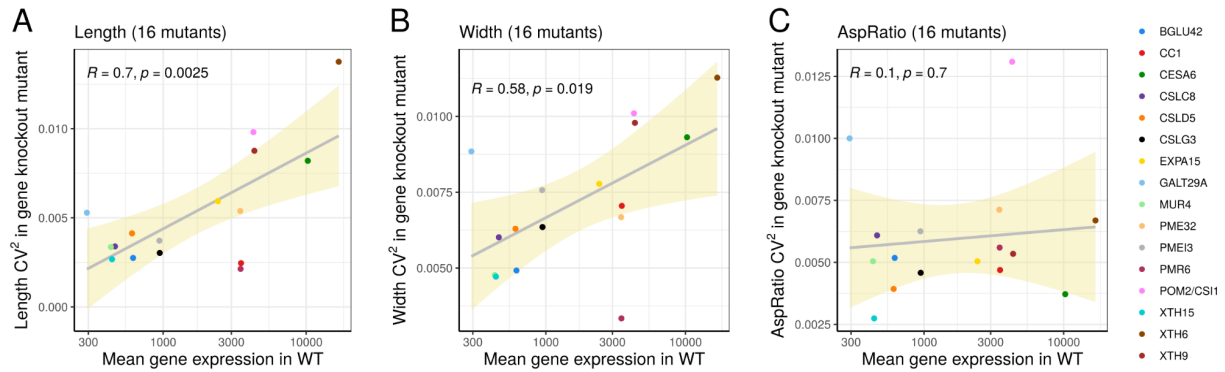 A
Length (16 mutants)
R = 0.7, p = 0.0025
Length CV² in gene knockout mutant
0.010
0.005
0.000
300
1000
3000
10000
Mean gene expression in WT
B
Width (16 mutants)
R = 0.58, p = 0.019
Width CV² in gene knockout mutant
0.0100
0.0075
0.0050
300
1000
3000
10000
Mean gene expression in WT
C
AspRatio (16 mutants)
R = 0.1, p = 0.7
AspRatio CV² in gene knockout mutant
0.0125
0.0100
0.0075
0.0050
0.0025
300
1000
3000
10000
Mean gene expression in WT
BGLU42
CC1
CESA6
CSLC8
CSLD5
CSLG3
EXPA15
GALT29A
MUR4
PME32
PMEI3
PMR6
POM2/CSI1
XTH15
XTH6
XTH9